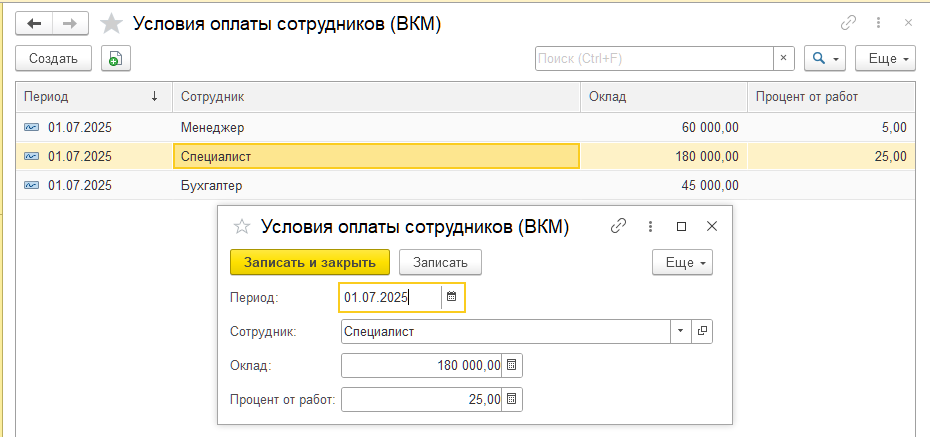 Условия оплаты сотрудников (ВКМ)
Создать Поиск (Ctrl+F) × Еще
Период ↓ Сотрудник Оклад Процент от работ
01.07.2025 Менеджер 60 000,00 5,00
01.07.2025 Специалист 180 000,00 25,00
01.07.2025 Бухгалтер 45 000,00
Условия оплаты сотрудников (ВКМ)
Записать и закрыть Записать Еще
Период: 01.07.2025
Сотрудник: Специалист
Оклад: 180 000,00
Процент от работ: 25,00